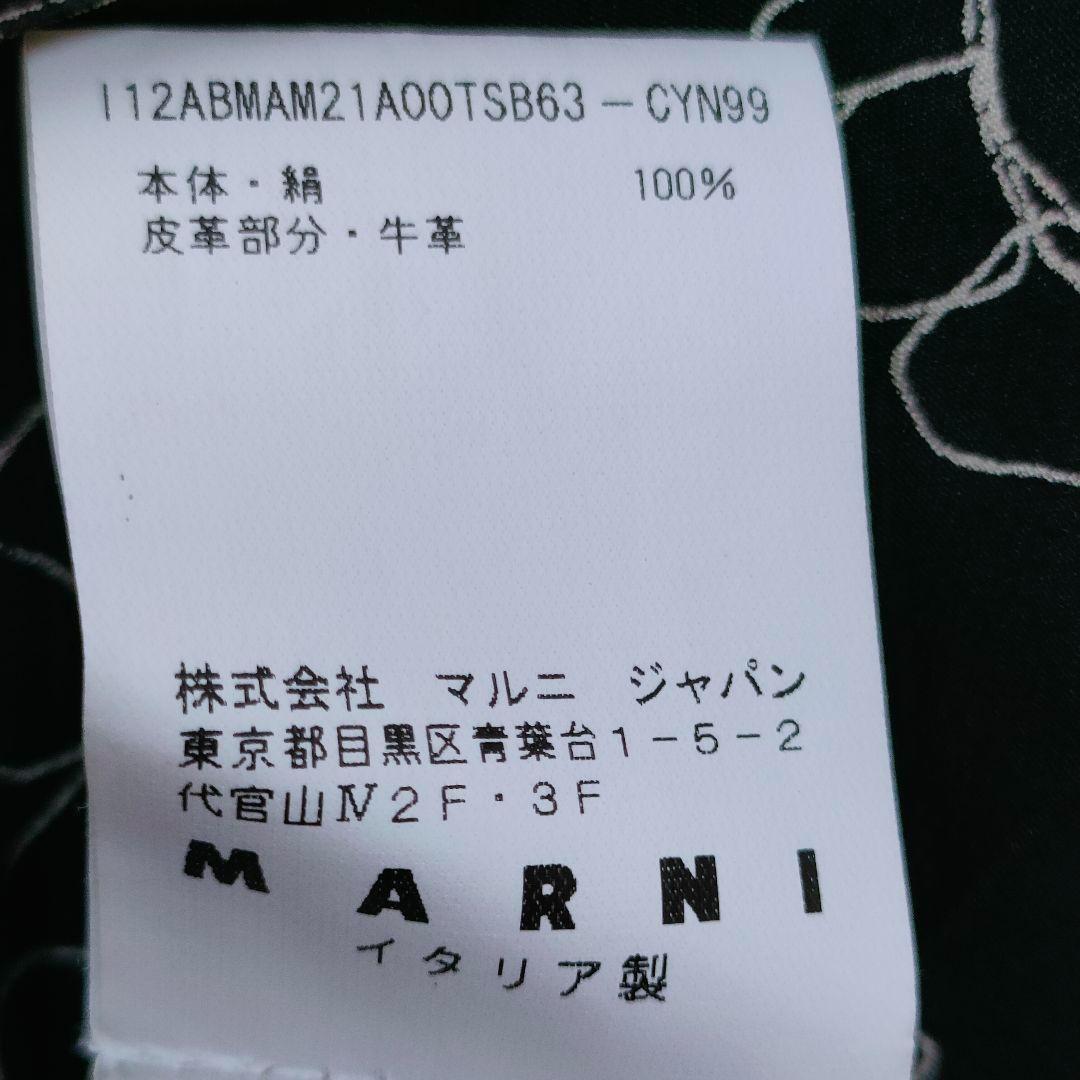 I12ABMAM21A00TSB63-CYN99
本体・絹 100%
皮革部分・牛革
株式会社 マルニ ジャパン
東京都目黒区青葉台1-5-2
代官山Ⅳ2F・3F
MARNI
イタリア製